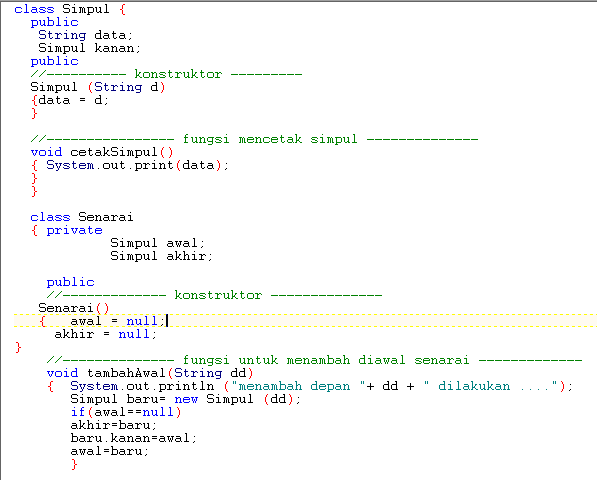 class Simpul {
public
String data;
Simpul kanan;
public
//---------- konstruktor ---------
Simpul (String d)
{data = d;
}
//---------------- fungsi mencetak simpul --------------
void cetakSimpul()
{ System.out.print(data);
}
}
class Senarai
{ private
Simpul awal;
Simpul akhir;
public
//------------- konstruktor --------------
Senarai()
{ awal = null;
akhir = null;
}
//-------------- fungsi untuk menambah diawal senarai -------------
void tambahAwal(String dd)
{ System.out.println ("menambah depan "+ dd + " dilakukan ....");
Simpul baru= new Simpul (dd);
if(awal==null)
akhir=baru;
baru.kanan=awal;
awal=baru;
}